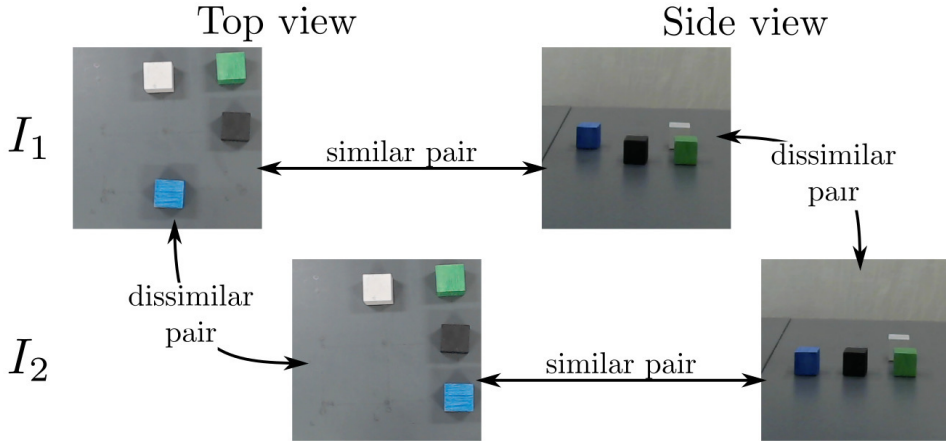 Top view
Side view
I₁
similar pair
dissimilar
pair
dissimilar
pair
I₂
similar pair